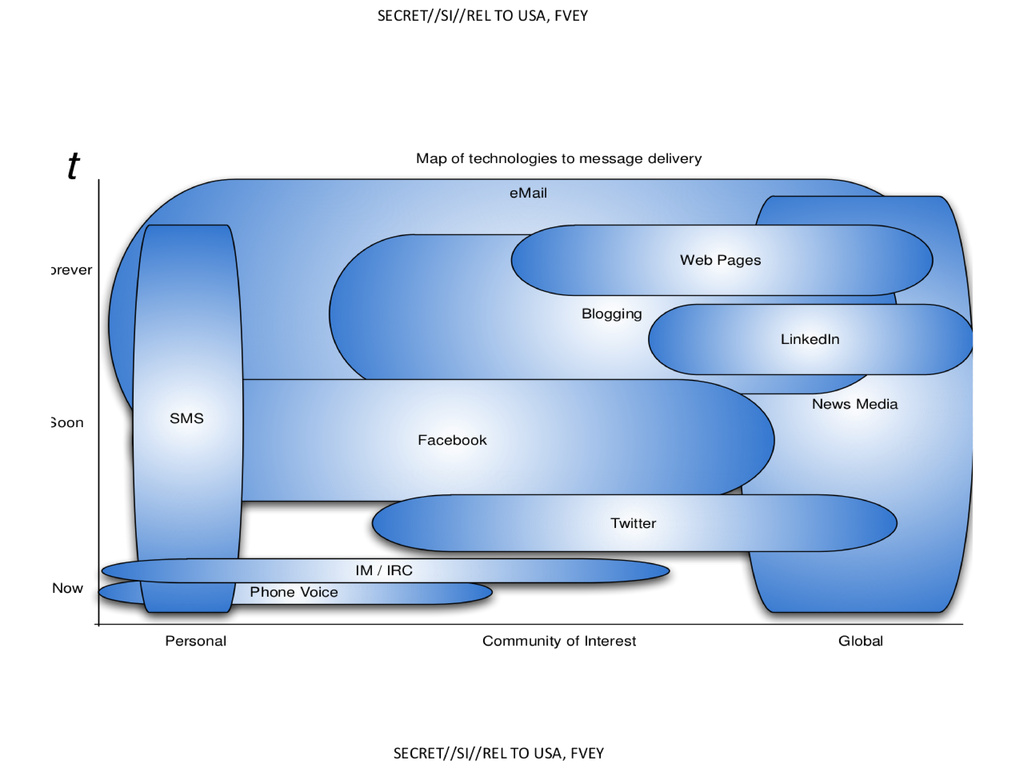 SECRET//SI//REL TO USA, FVEY
t
Map of technologies to message delivery
eMail
Web Pages
orever
Blogging
LinkedIn
News Media
SMS
Soon
Facebook
Twitter
IM / IRC
Now
Phone Voice
Personal
Community of Interest
Global
SECRET//SI//REL TO USA, FVEY